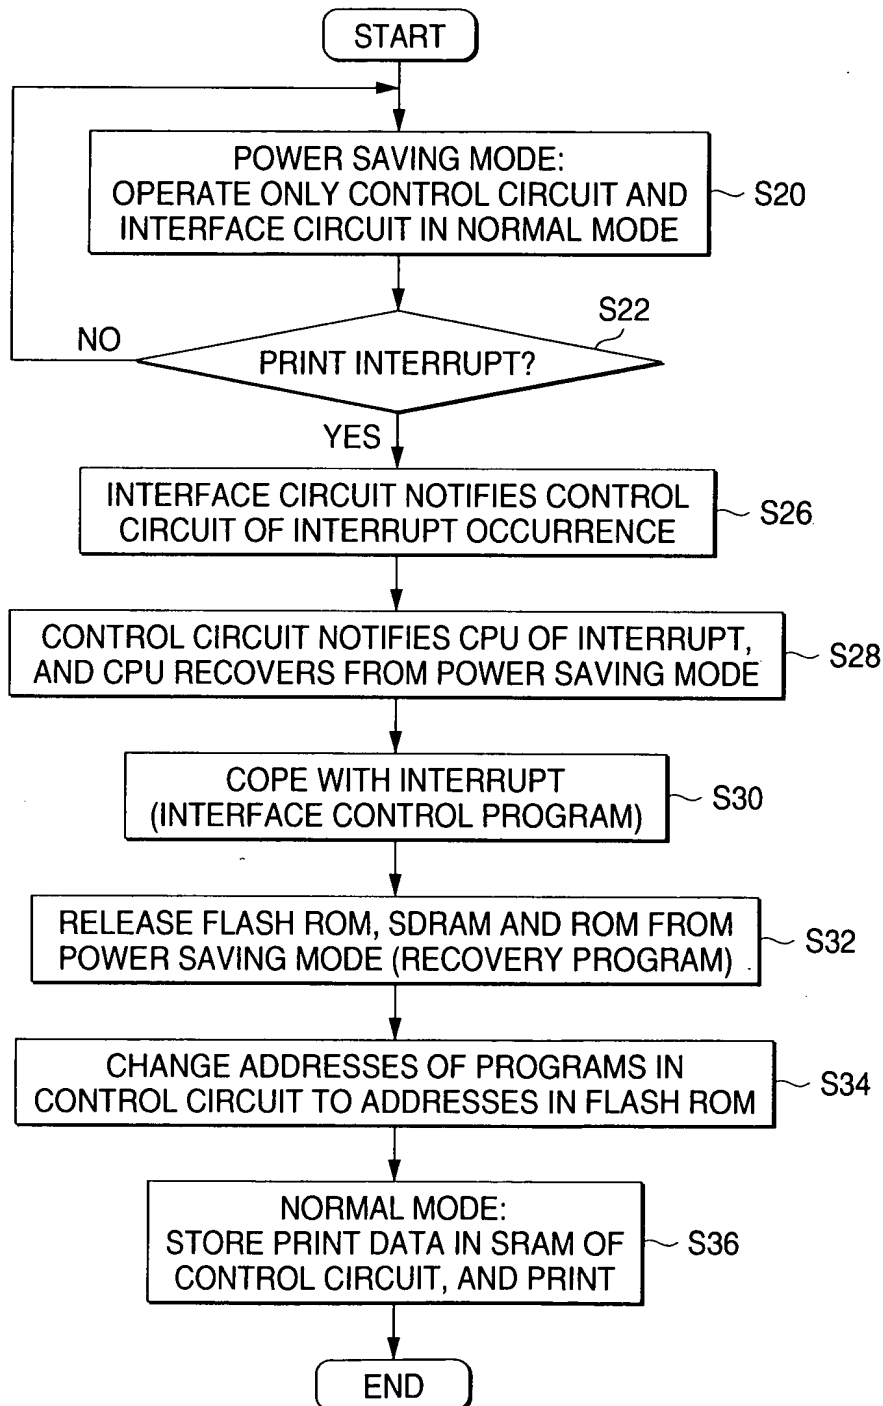 START
POWER SAVING MODE:
OPERATE ONLY CONTROL CIRCUIT AND
INTERFACE CIRCUIT IN NORMAL MODE
S20
S22
NO
PRINT INTERRUPT?
YES
INTERFACE CIRCUIT NOTIFIES CONTROL
CIRCUIT OF INTERRUPT OCCURRENCE
S26
CONTROL CIRCUIT NOTIFIES CPU OF INTERRUPT,
AND CPU RECOVERS FROM POWER SAVING MODE
S28
COPE WITH INTERRUPT
(INTERFACE CONTROL PROGRAM)
S30
RELEASE FLASH ROM, SDRAM AND ROM FROM
POWER SAVING MODE (RECOVERY PROGRAM)
S32
CHANGE ADDRESSES OF PROGRAMS IN
CONTROL CIRCUIT TO ADDRESSES IN FLASH ROM
S34
NORMAL MODE:
STORE PRINT DATA IN SRAM OF
CONTROL CIRCUIT, AND PRINT
S36
END